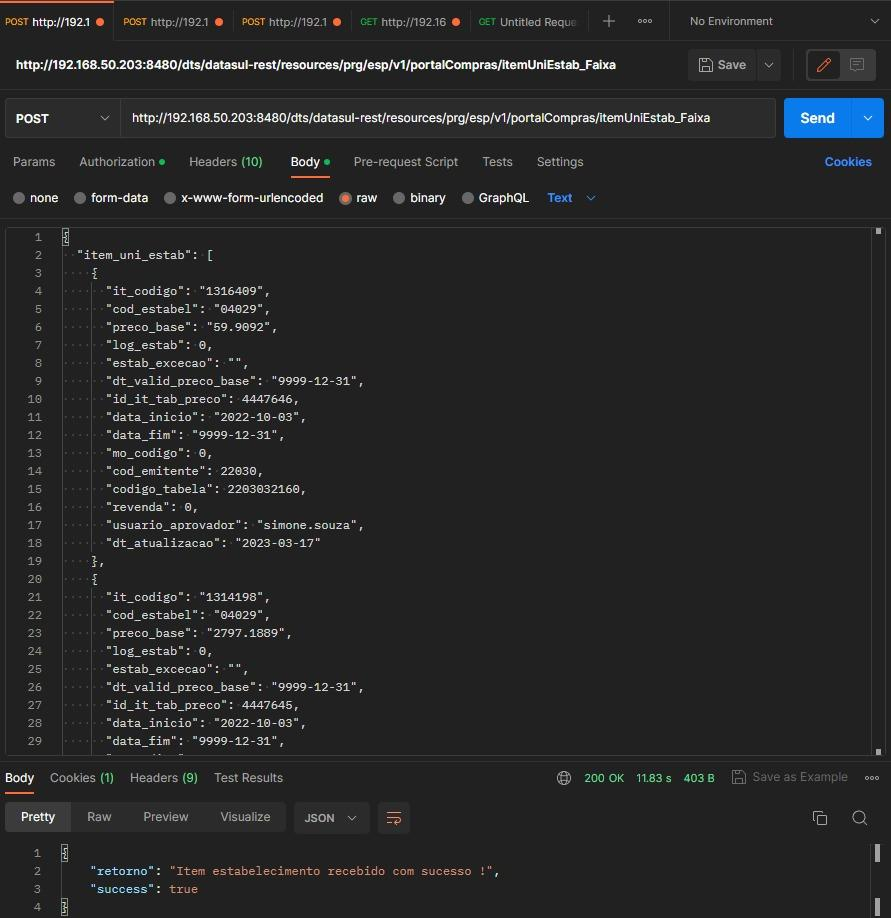 POST http://192.1 POST http://192.1 POST http://192.1 GET http://192.16 GET Untitled Reque + ooo No Environment
http://192.168.50.203:8480/dts/datasul-rest/resources/prg/esp/v1/portalCompras/itemUniEstab_Faixa Save
POST http://192.168.50.203:8480/dts/datasul-rest/resources/prg/esp/v1/portalCompras/itemUniEstab_Faixa Send
Params Authorization Headers (10) Body Pre-request Script Tests Settings Cookies
none form-data x-www-form-urlencoded raw binary GraphQL Text
1 {
2 "item_uni_estab": [
3 {
4 "it_codigo": "1316409",
5 "cod_estabel": "04029",
6 "preco_base": "59.9092",
7 "log_estab": 0,
8 "estab_excecao": "",
9 "dt_valid_preco_base": "9999-12-31",
10 "id_it_tab_preco": 4447646,
11 "data_inicio": "2022-10-03",
12 "data_fim": "9999-12-31",
13 "mo_codigo": 0,
14 "cod_emitente": 22030,
15 "codigo_tabela": 2203032160,
16 "revenda": 0,
17 "usuario_aprovador": "simone.souza",
18 "dt_atualizacao": "2023-03-17"
19 },
20 {
21 "it_codigo": "1314198",
22 "cod_estabel": "04029",
23 "preco_base": "2797.1889",
24 "log_estab": 0,
25 "estab_excecao": "",
26 "dt_valid_preco_base": "9999-12-31",
27 "id_it_tab_preco": 4447645,
28 "data_inicio": "2022-10-03",
29 "data_fim": "9999-12-31",
Body Cookies (1) Headers (9) Test Results 200 OK 11.83 s 403 B Save as Example ooo
Pretty Raw Preview Visualize JSON
1 {
2 "retorno": "Item estabelecimento recebido com sucesso !",
3 "success": true
4 }